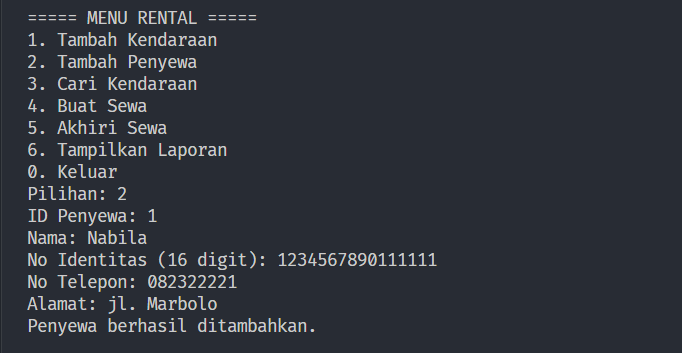 ===== MENU RENTAL =====
1. Tambah Kendaraan
2. Tambah Penyewa
3. Cari Kendaraan
4. Buat Sewa
5. Akhiri Sewa
6. Tampilkan Laporan
0. Keluar
Pilihan: 2
ID Penyewa: 1
Nama: Nabila
No Identitas (16 digit): 1234567890111111
No Telepon: 082322221
Alamat: jl. Marbolo
Penyewa berhasil ditambahkan.